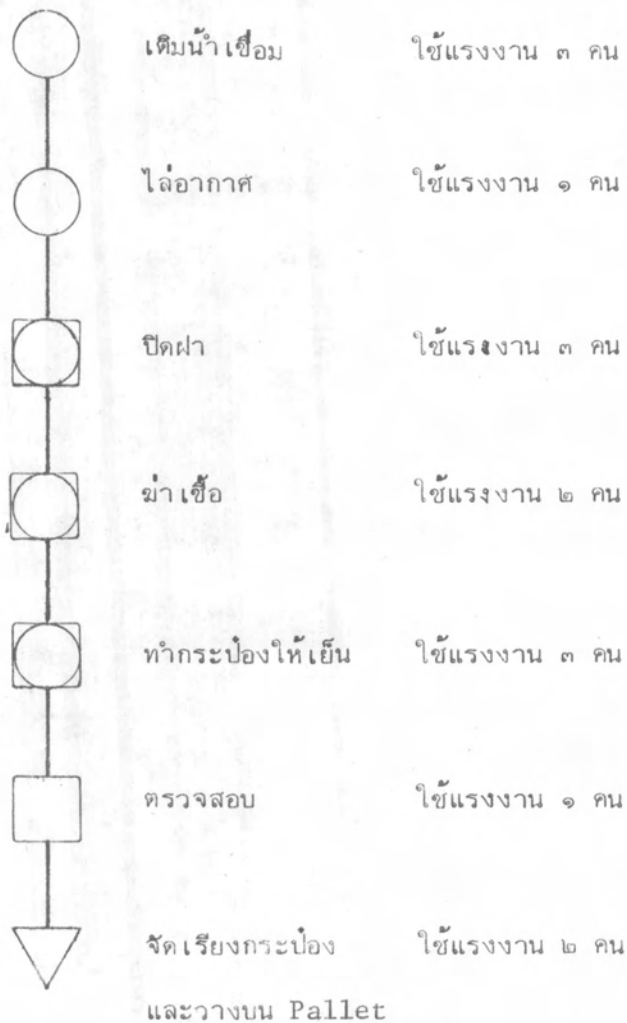 เติมน้ำเชื่อม ใช้แรงงาน ๓ คน
ไล่อากาศ ใช้แรงงาน ๑ คน
ปิดฝา ใช้แรงงาน ๓ คน
ฆ่าเชื้อ ใช้แรงงาน ๒ คน
ทำกระป๋องให้เย็น ใช้แรงงาน ๓ คน
ตรวจสอบ ใช้แรงงาน ๑ คน
จัดเรียงกระป๋อง ใช้แรงงาน ๒ คน
และวางบน Pallet